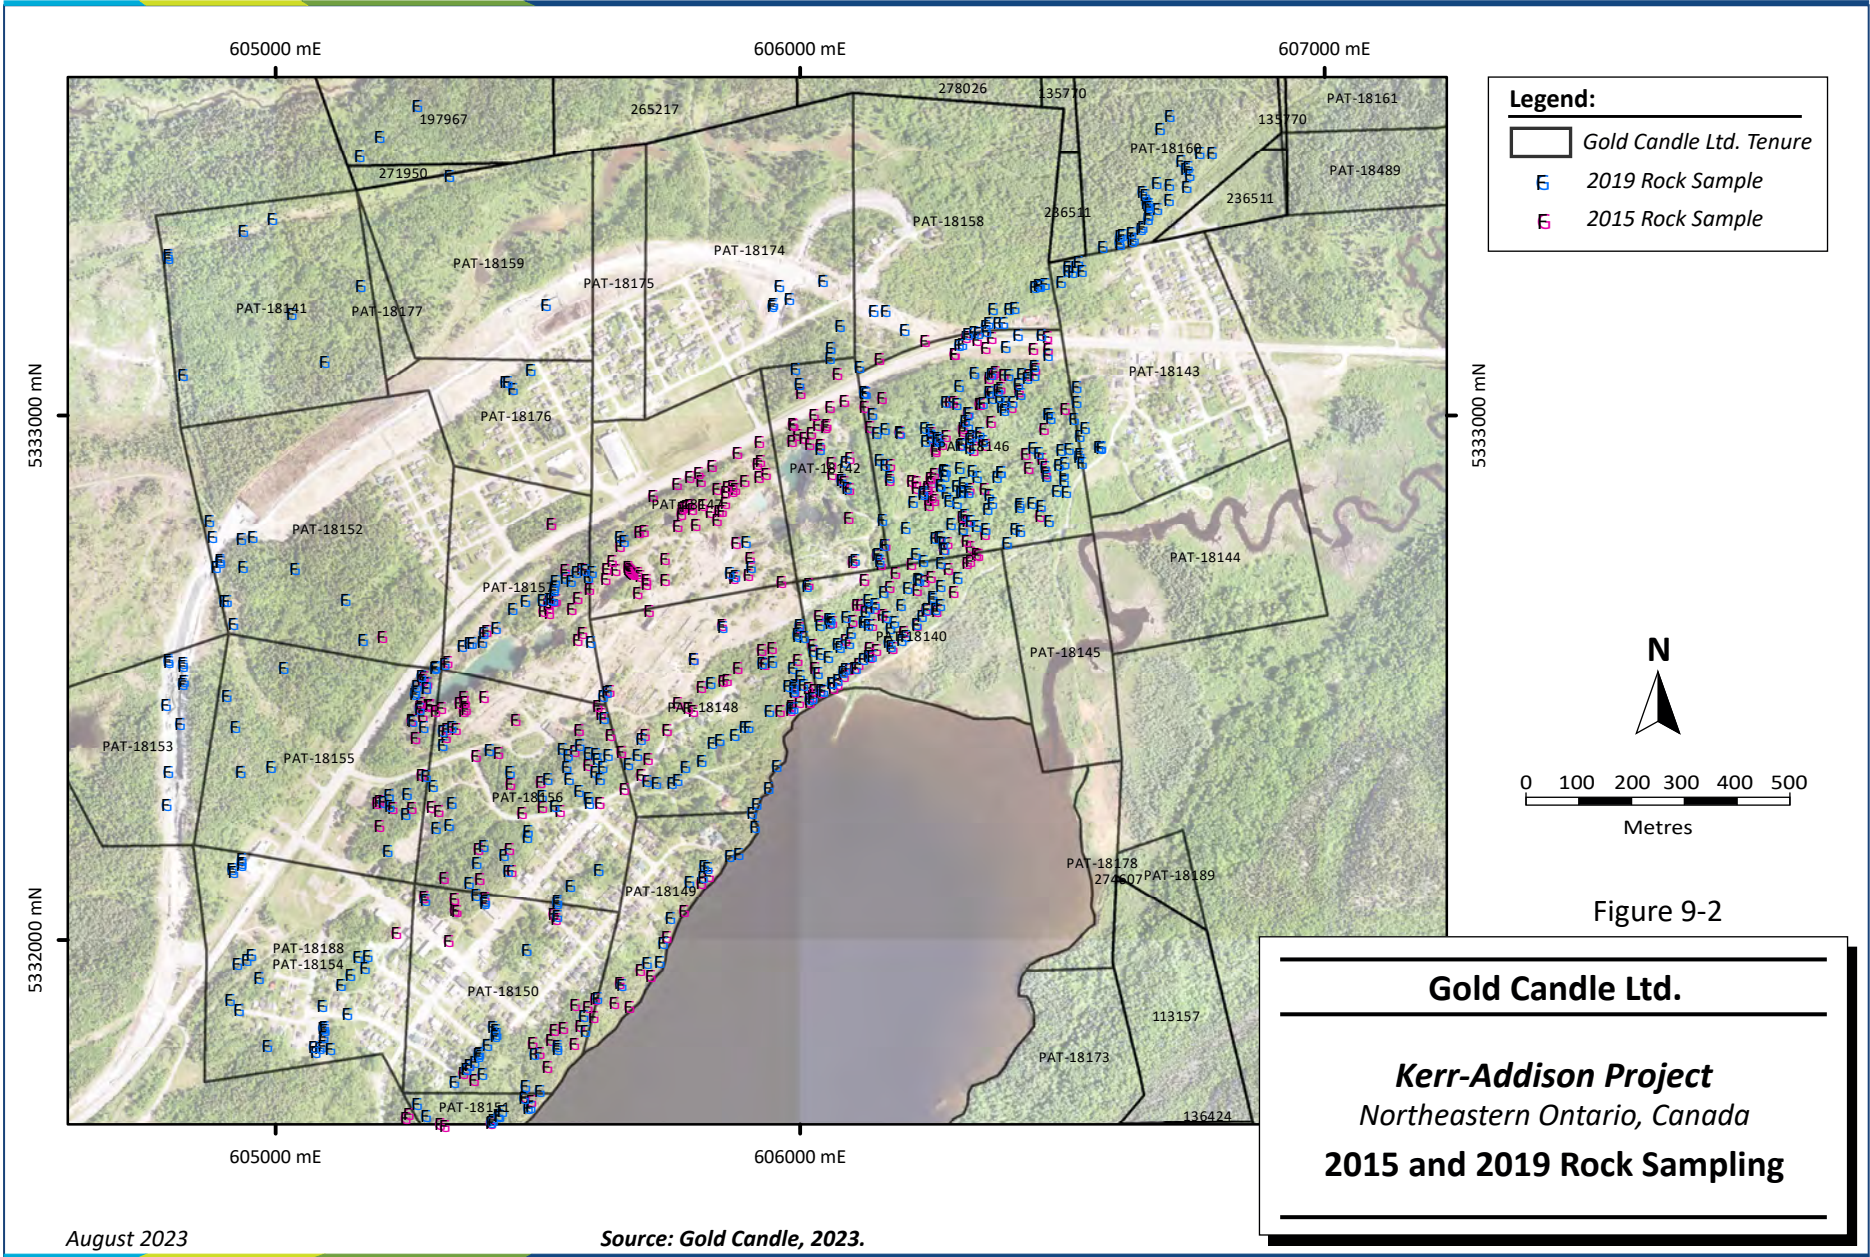 605000 mE
606000 mE
607000 mE
Legend:
Gold Candle Ltd. Tenure
2019 Rock Sample
2015 Rock Sample
197967
265217
278026
135770
135770
PAT-18161
PAT-18160
PAT-18489
271950
236511
236511
PAT-18158
PAT-18174
PAT-18159
PAT-18175
PAT-18141
PAT-18177
PAT-18143
5333000 mN
5333000 mN
PAT-18176
PAT-18146
PAT-18142
PAT-18147
PAT-18152
PAT-18144
PAT-18157
PAT-18140
PAT-18145
PAT-18148
PAT-18153
PAT-18155
PAT-18156
N
0 100 200 300 400 500
Metres
PAT-18178
274607
PAT-18189
PAT-18149
Figure 9-2
5332000 mN
PAT-18188
PAT-18154
PAT-18150
113157
PAT-18173
PAT-18151
136424
Gold Candle Ltd.
Kerr-Addison Project
Northeastern Ontario, Canada
2015 and 2019 Rock Sampling
605000 mE
606000 mE
August 2023
Source: Gold Candle, 2023.